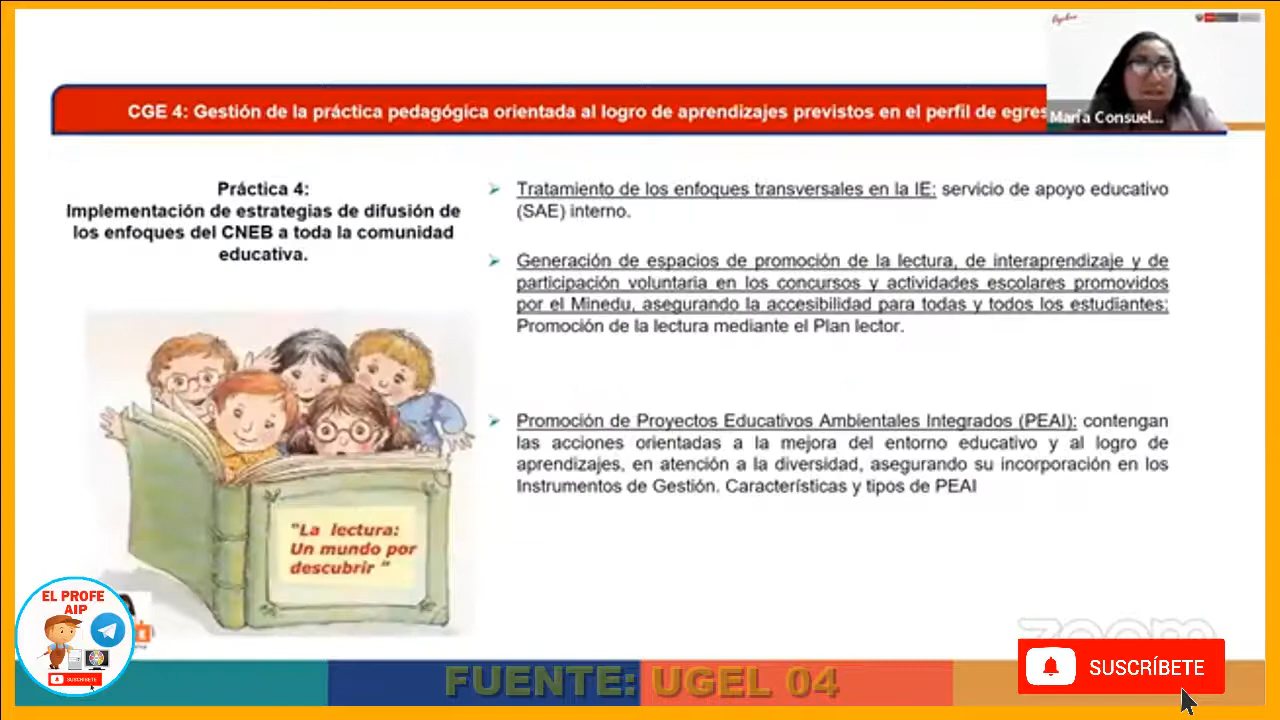 CGE 4: Gestión de la práctica pedagógica orientada al logro de aprendizajes previstos en el perfil de egres
María Consuel...
Práctica 4:
Implementación de estrategias de difusión de
los enfoques del CNEB a toda la comunidad
educativa.
Tratamiento de los enfoques transversales en la IE: servicio de apoyo educativo
(SAE) interno.
Generación de espacios de promoción de la lectura, de interaprendizaje y de
participación voluntaria en los concursos y actividades escolares promovidos
por el Minedu, asegurando la accesibilidad para todas y todos los estudiantes:
Promoción de la lectura mediante el Plan lector.
Promoción de Proyectos Educativos Ambientales Integrados (PEAI): contengan
las acciones orientadas a la mejora del entorno educativo y al logro de
aprendizajes, en atención a la diversidad, asegurando su incorporación en los
Instrumentos de Gestión. Características y tipos de PEAI
"La lectura:
Un mundo por
descubrir "
EL PROFE
AIP
SUSCRÍBETE
zoom
SUSCRÍBETE
FUENTE: UGEL 04